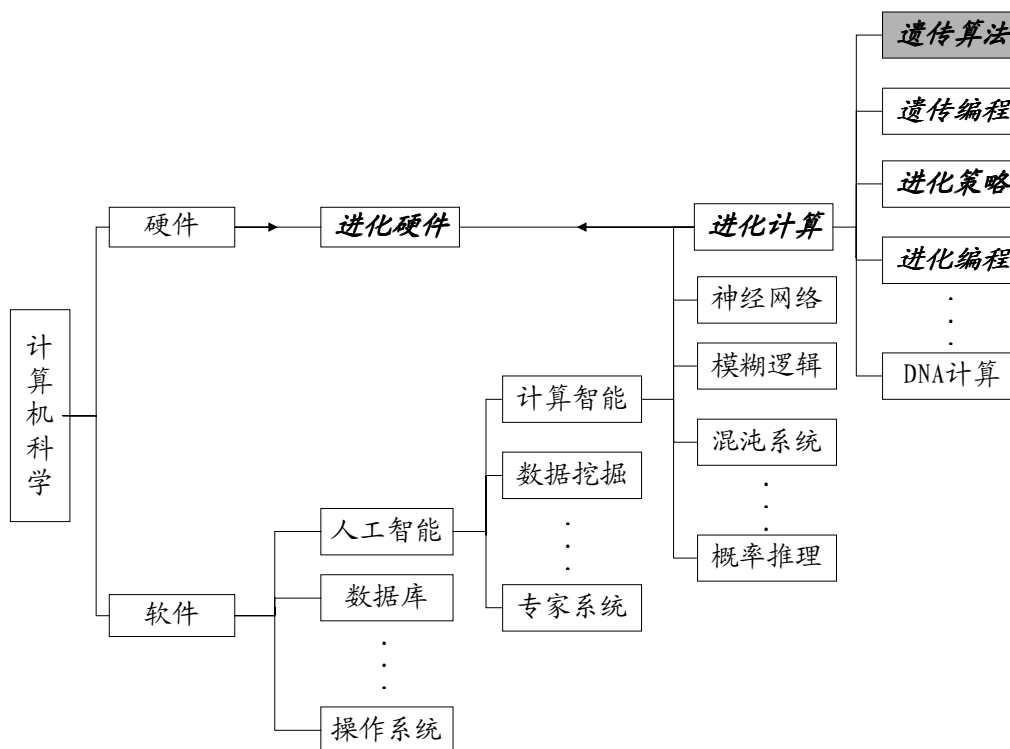 遗传算法
遗传编程
进化策略
硬件
进化硬件
进化计算
进化编程
神经网络
计算机科学
模糊逻辑
DNA计算
计算智能
混沌系统
数据挖掘
人工智能
概率推理
软件
数据库
专家系统
操作系统